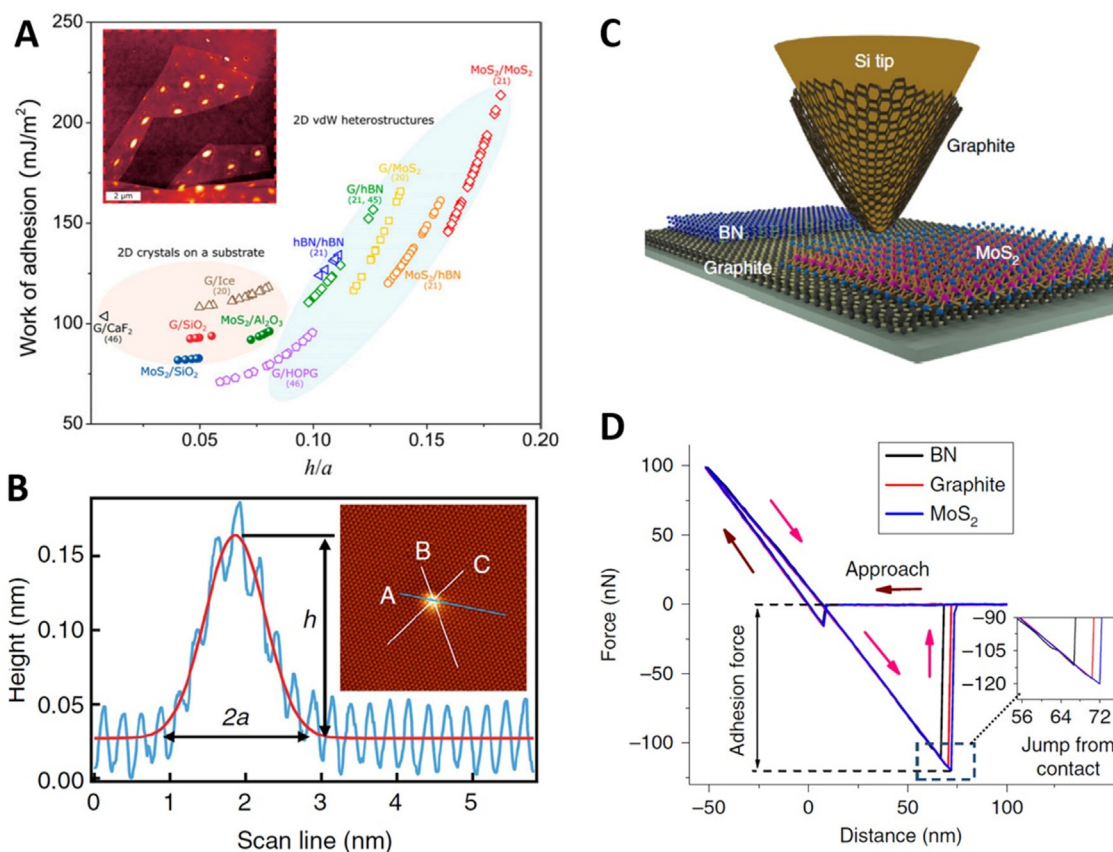 A
Work of adhesion (mJ/m²)
250
200
150
100
50
2 μm
MoS₂/MoS₂
(21)
2D vdW heterostructures
G/MoS₂
(20)
G/hBN
(21, 45)
hBN/hBN
(21)
MoS₂/hBN
(21)
2D crystals on a substrate
G/Ice
(20)
G/CaF₂
(46)
G/SiO₂
MoS₂/Al₂O₃
MoS₂/SiO₂
G/HOPG
(46)
0.05 0.10 0.15 0.20
h/a
B
Height (nm)
0.15
0.10
0.05
0.00
h
2a
A
B
C
0 1 2 3 4 5
Scan line (nm)
C
Si tip
Graphite
BN
Graphite
MoS₂
D
Force (nN)
100
50
0
−50
−100
BN
Graphite
MoS₂
Approach
Adhesion force
−90
−105
−120
56 64 72
Jump from
contact
−50 0 50 100
Distance (nm)